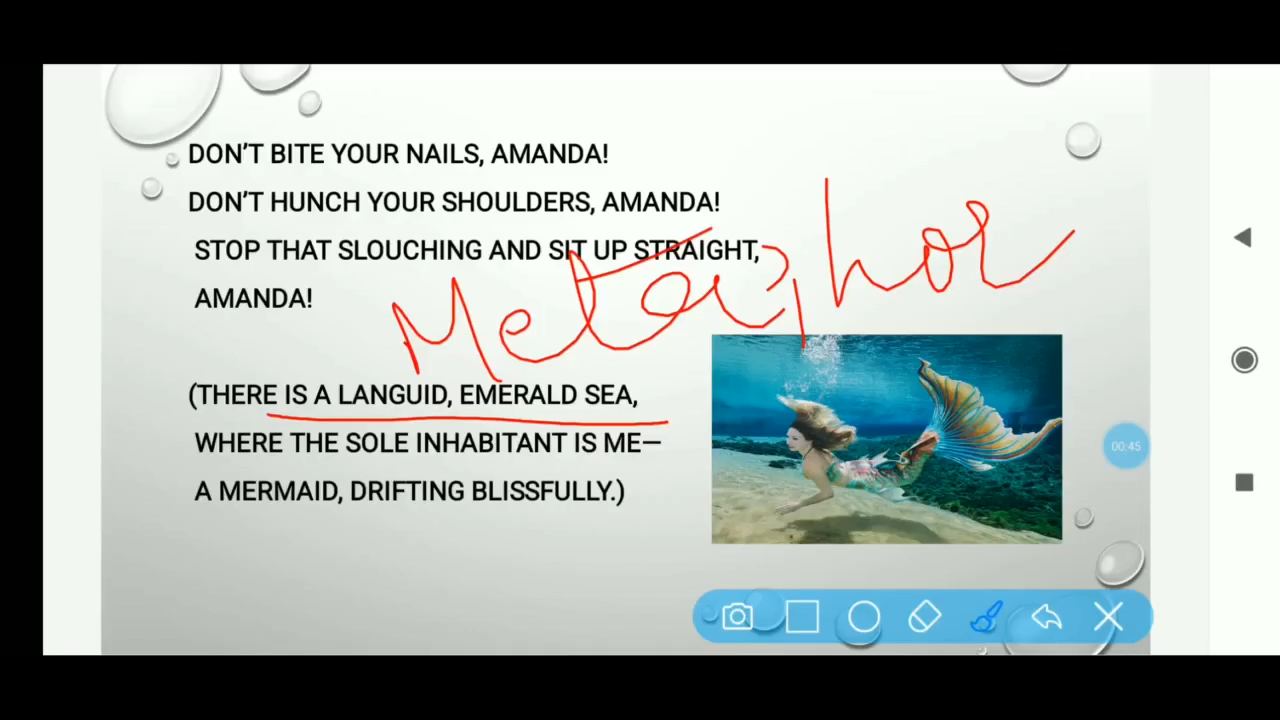 DON'T BITE YOUR NAILS, AMANDA!
DON'T HUNCH YOUR SHOULDERS, AMANDA!
STOP THAT SLOUCHING AND SIT UP STRAIGHT,
AMANDA!
Metaphor
(THERE IS A LANGUID, EMERALD SEA,
WHERE THE SOLE INHABITANT IS ME—
A MERMAID, DRIFTING BLISSFULLY.)
00:45